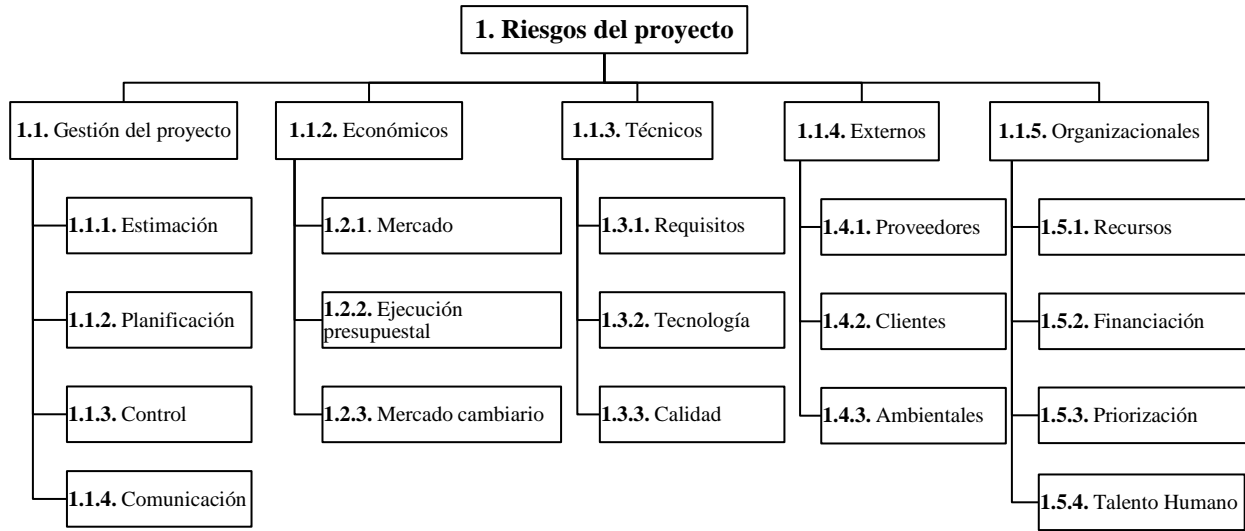 1. Riesgos del proyecto
1.1. Gestión del proyecto
1.1.2. Económicos
1.1.3. Técnicos
1.1.4. Externos
1.1.5. Organizacionales
1.1.1. Estimación
1.2.1. Mercado
1.3.1. Requisitos
1.4.1. Proveedores
1.5.1. Recursos
1.1.2. Planificación
1.2.2. Ejecución
presupuestal
1.3.2. Tecnología
1.4.2. Clientes
1.5.2. Financiación
1.1.3. Control
1.2.3. Mercado cambiario
1.3.3. Calidad
1.4.3. Ambientales
1.5.3. Priorización
1.1.4. Comunicación
1.5.4. Talento Humano